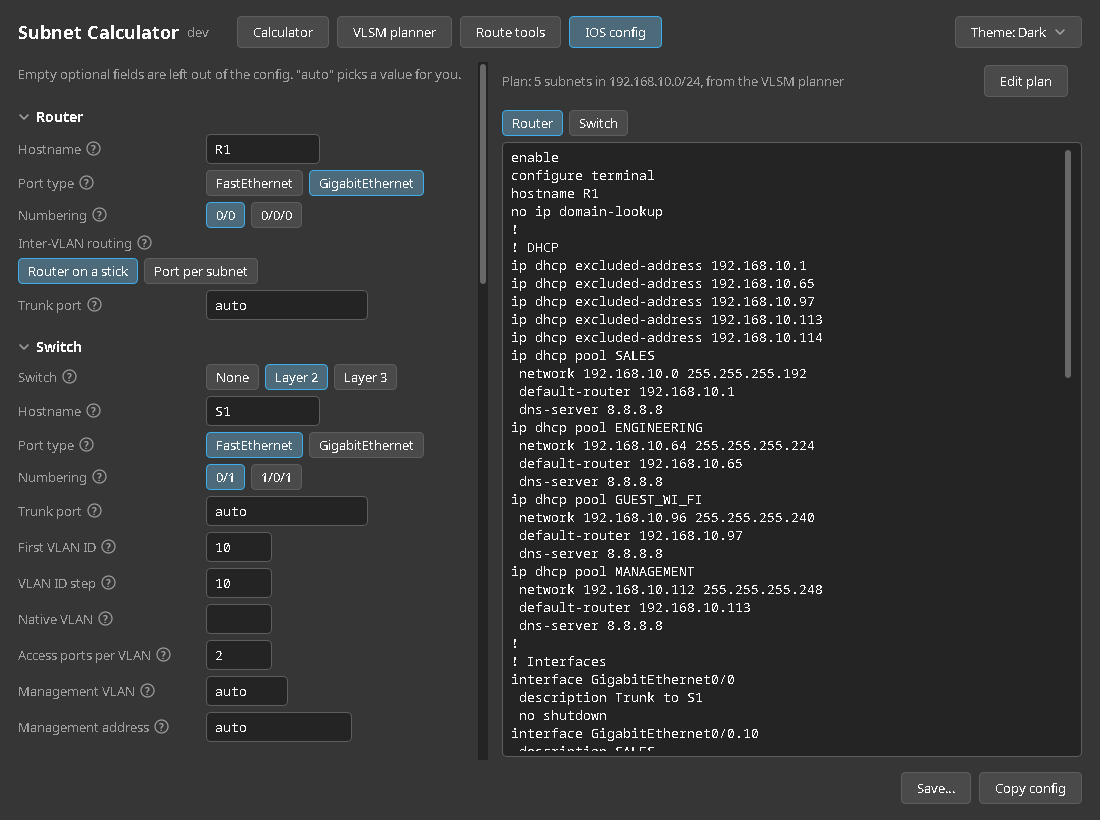 Subnet Calculator dev
Calculator
VLSM planner
Route tools
IOS config
Theme: Dark
Empty optional fields are left out of the config. "auto" picks a value for you.
Router
Hostname ? R1
Port type ? FastEthernet GigabitEthernet
Numbering ? 0/0 0/0/0
Inter-VLAN routing ?
Router on a stick Port per subnet
Trunk port ? auto
Switch
Switch ? None Layer 2 Layer 3
Hostname ? S1
Port type ? FastEthernet GigabitEthernet
Numbering ? 0/1 1/0/1
Trunk port ? auto
First VLAN ID ? 10
VLAN ID step ? 10
Native VLAN ?
Access ports per VLAN ? 2
Management VLAN ? auto
Management address ? auto
Plan: 5 subnets in 192.168.10.0/24, from the VLSM planner
Edit plan
Router Switch
enable
configure terminal
hostname R1
no ip domain-lookup
!
! DHCP
ip dhcp excluded-address 192.168.10.1
ip dhcp excluded-address 192.168.10.65
ip dhcp excluded-address 192.168.10.97
ip dhcp excluded-address 192.168.10.113
ip dhcp excluded-address 192.168.10.114
ip dhcp pool SALES
network 192.168.10.0 255.255.255.192
default-router 192.168.10.1
dns-server 8.8.8.8
ip dhcp pool ENGINEERING
network 192.168.10.64 255.255.255.224
default-router 192.168.10.65
dns-server 8.8.8.8
ip dhcp pool GUEST_WI_FI
network 192.168.10.96 255.255.255.240
default-router 192.168.10.97
dns-server 8.8.8.8
ip dhcp pool MANAGEMENT
network 192.168.10.112 255.255.255.248
default-router 192.168.10.113
dns-server 8.8.8.8
!
! Interfaces
interface GigabitEthernet0/0
description Trunk to S1
no shutdown
interface GigabitEthernet0/0.10
description SALES
Save...
Copy config